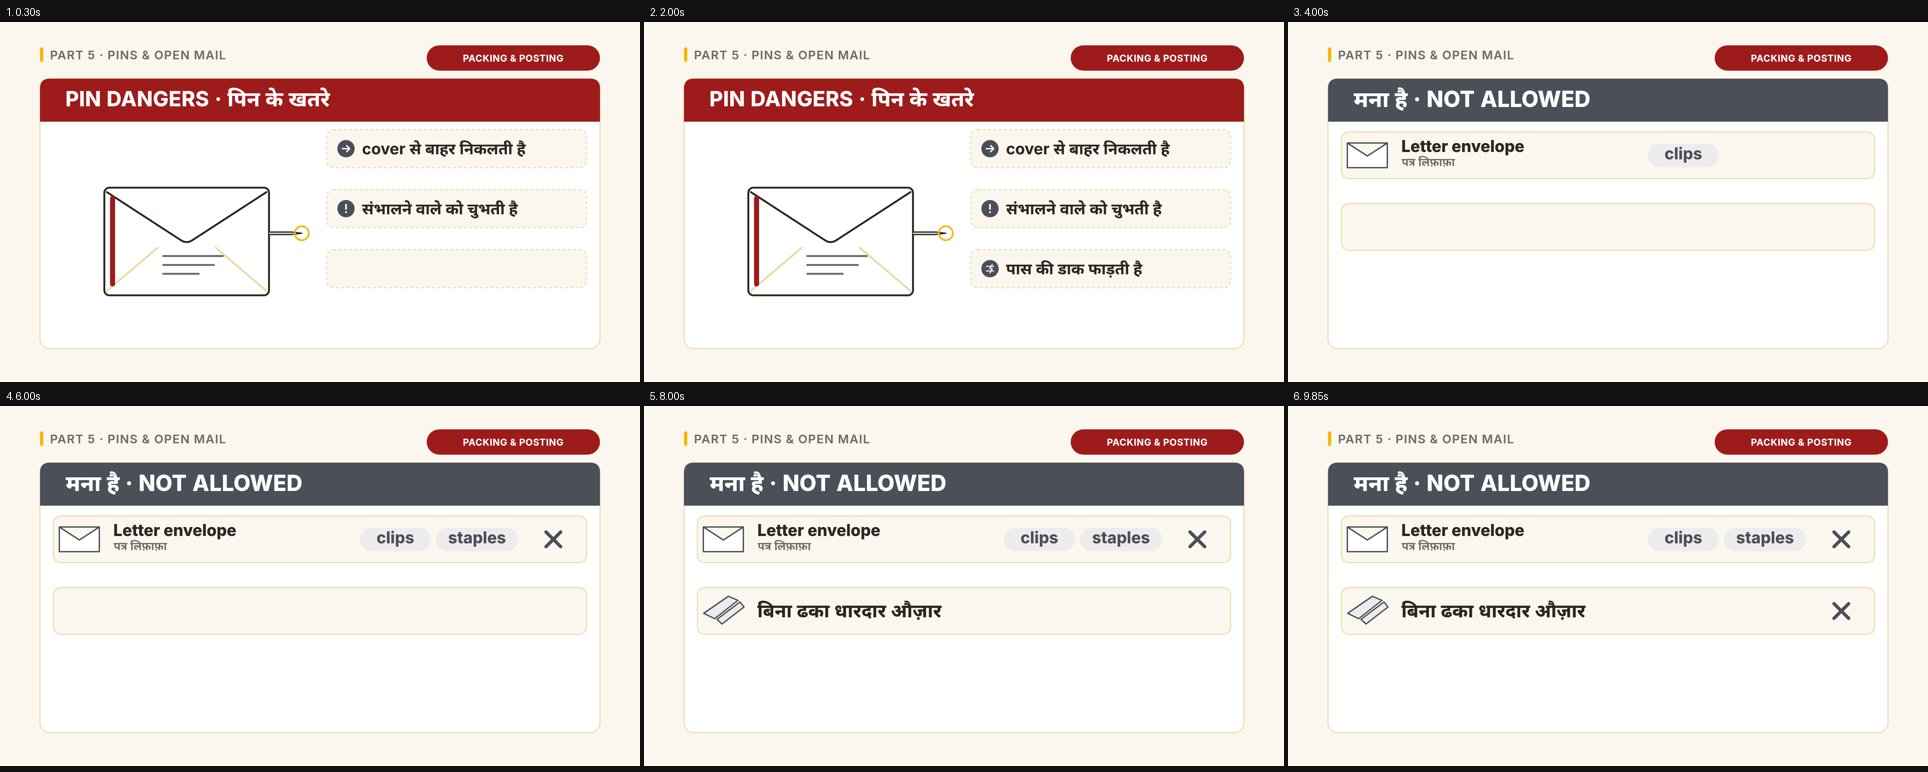 1. 0.30s
PART 5 · PINS & OPEN MAIL
PACKING & POSTING
PIN DANGERS · पिन के खतरे
cover से बाहर निकलती है
संभालने वाले को चुभती है
2. 2.00s
PART 5 · PINS & OPEN MAIL
PACKING & POSTING
PIN DANGERS · पिन के खतरे
cover से बाहर निकलती है
संभालने वाले को चुभती है
पास की डाक फाड़ती है
3. 4.00s
PART 5 · PINS & OPEN MAIL
PACKING & POSTING
मना है · NOT ALLOWED
Letter envelope
clips
पत्र लिफ़ाफ़ा
4. 6.00s
PART 5 · PINS & OPEN MAIL
PACKING & POSTING
मना है · NOT ALLOWED
Letter envelope
clips staples
पत्र लिफ़ाफ़ा
5. 8.00s
PART 5 · PINS & OPEN MAIL
PACKING & POSTING
मना है · NOT ALLOWED
Letter envelope
clips staples
पत्र लिफ़ाफ़ा
बिना ढका धारदार औज़ार
6. 9.85s
PART 5 · PINS & OPEN MAIL
PACKING & POSTING
मना है · NOT ALLOWED
Letter envelope
clips staples
पत्र लिफ़ाफ़ा
बिना ढका धारदार औज़ार